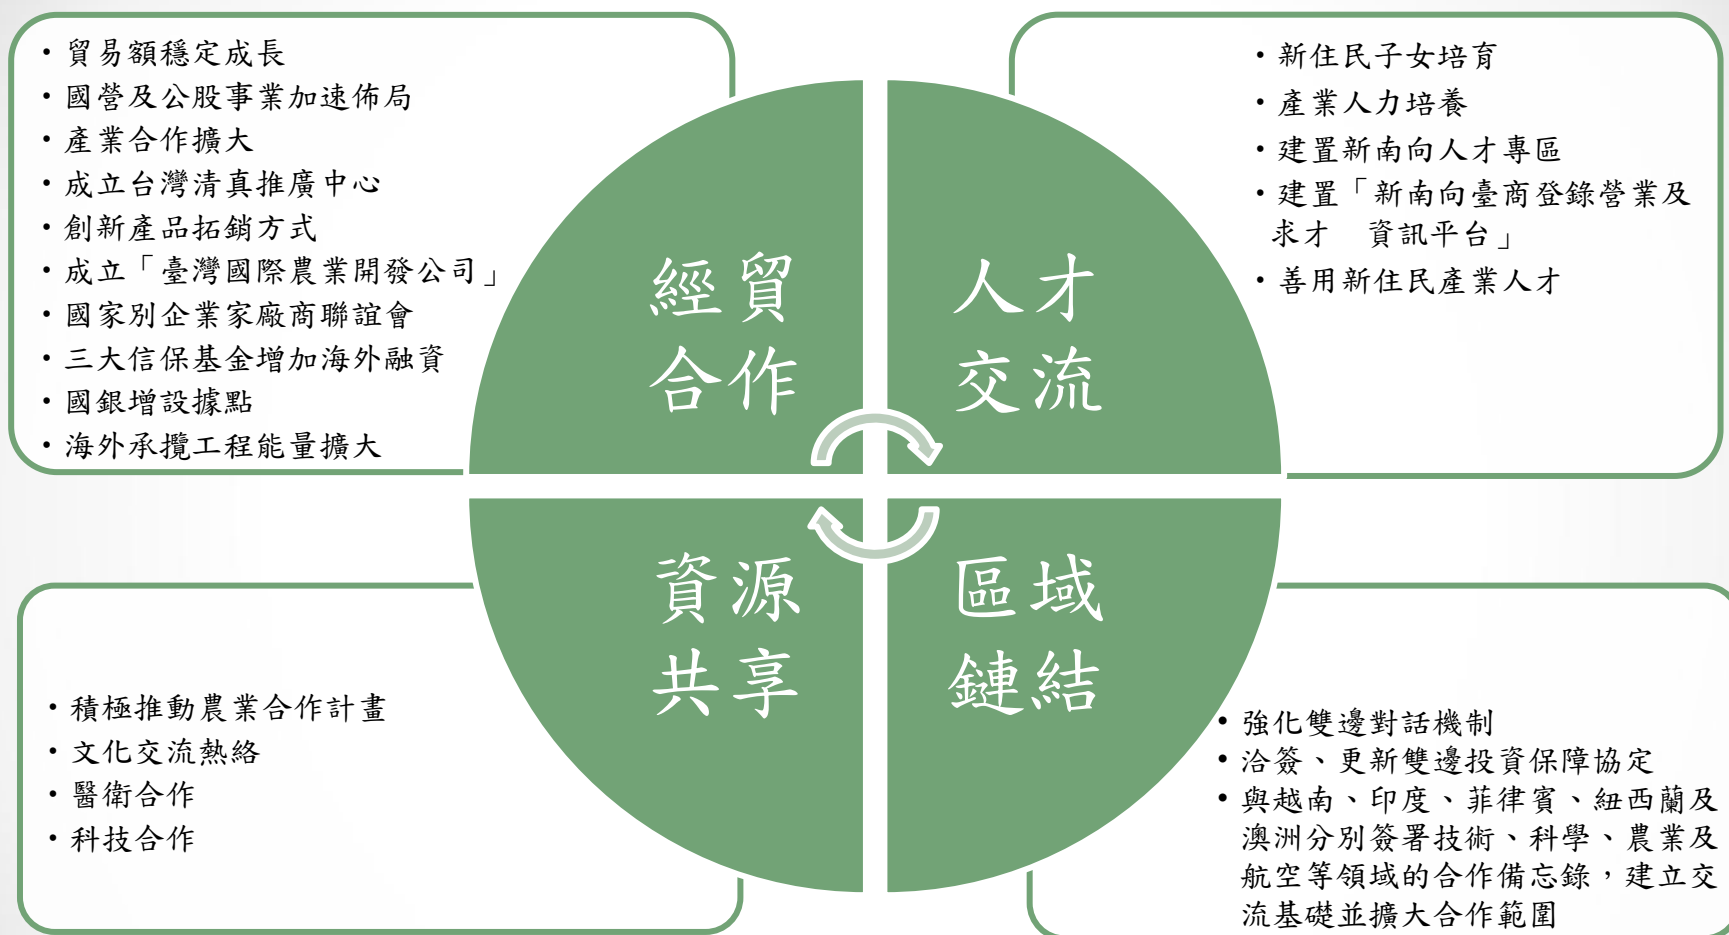 • 貿易額穩定成長
• 國營及公股事業加速佈局
• 產業合作擴大
• 成立台灣清真推廣中心
• 創新產品拓銷方式
• 成立「臺灣國際農業開發公司」
• 國家別企業家廠商聯誼會
• 三大信保基金增加海外融資
• 國銀增設據點
• 海外承攬工程能量擴大
經貿
合作
人才
交流
• 新住民子女培育
• 產業人力培養
• 建置新南向人才專區
• 建置「新南向臺商登錄營業及
求才　資訊平台」
• 善用新住民產業人才
資源
共享
區域
鏈結
• 積極推動農業合作計畫
• 文化交流熱絡
• 醫衛合作
• 科技合作
• 強化雙邊對話機制
• 洽簽、更新雙邊投資保障協定
• 與越南、印度、菲律賓、紐西蘭及
澳洲分別簽署技術、科學、農業及
航空等領域的合作備忘錄，建立交
流基礎並擴大合作範圍